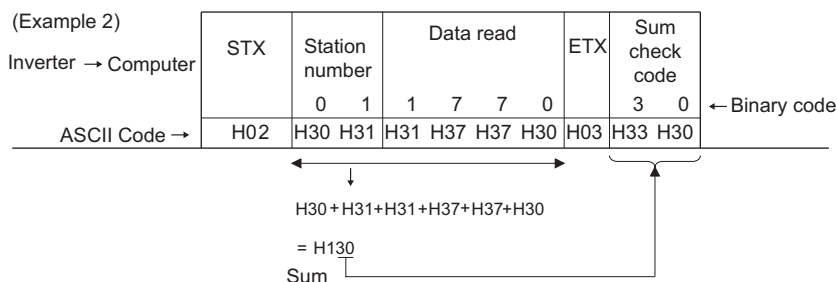 (Example 2)
Inverter → Computer
STX
Station number
Data read
ETX
Sum check code
0 1 1 7 7 0 3 0
← Binary code
ASCII Code →
H02 H30 H31 H31 H37 H37 H30 H03 H33 H30
H30+H31+H31+H37+H37+H30
= H130
Sum